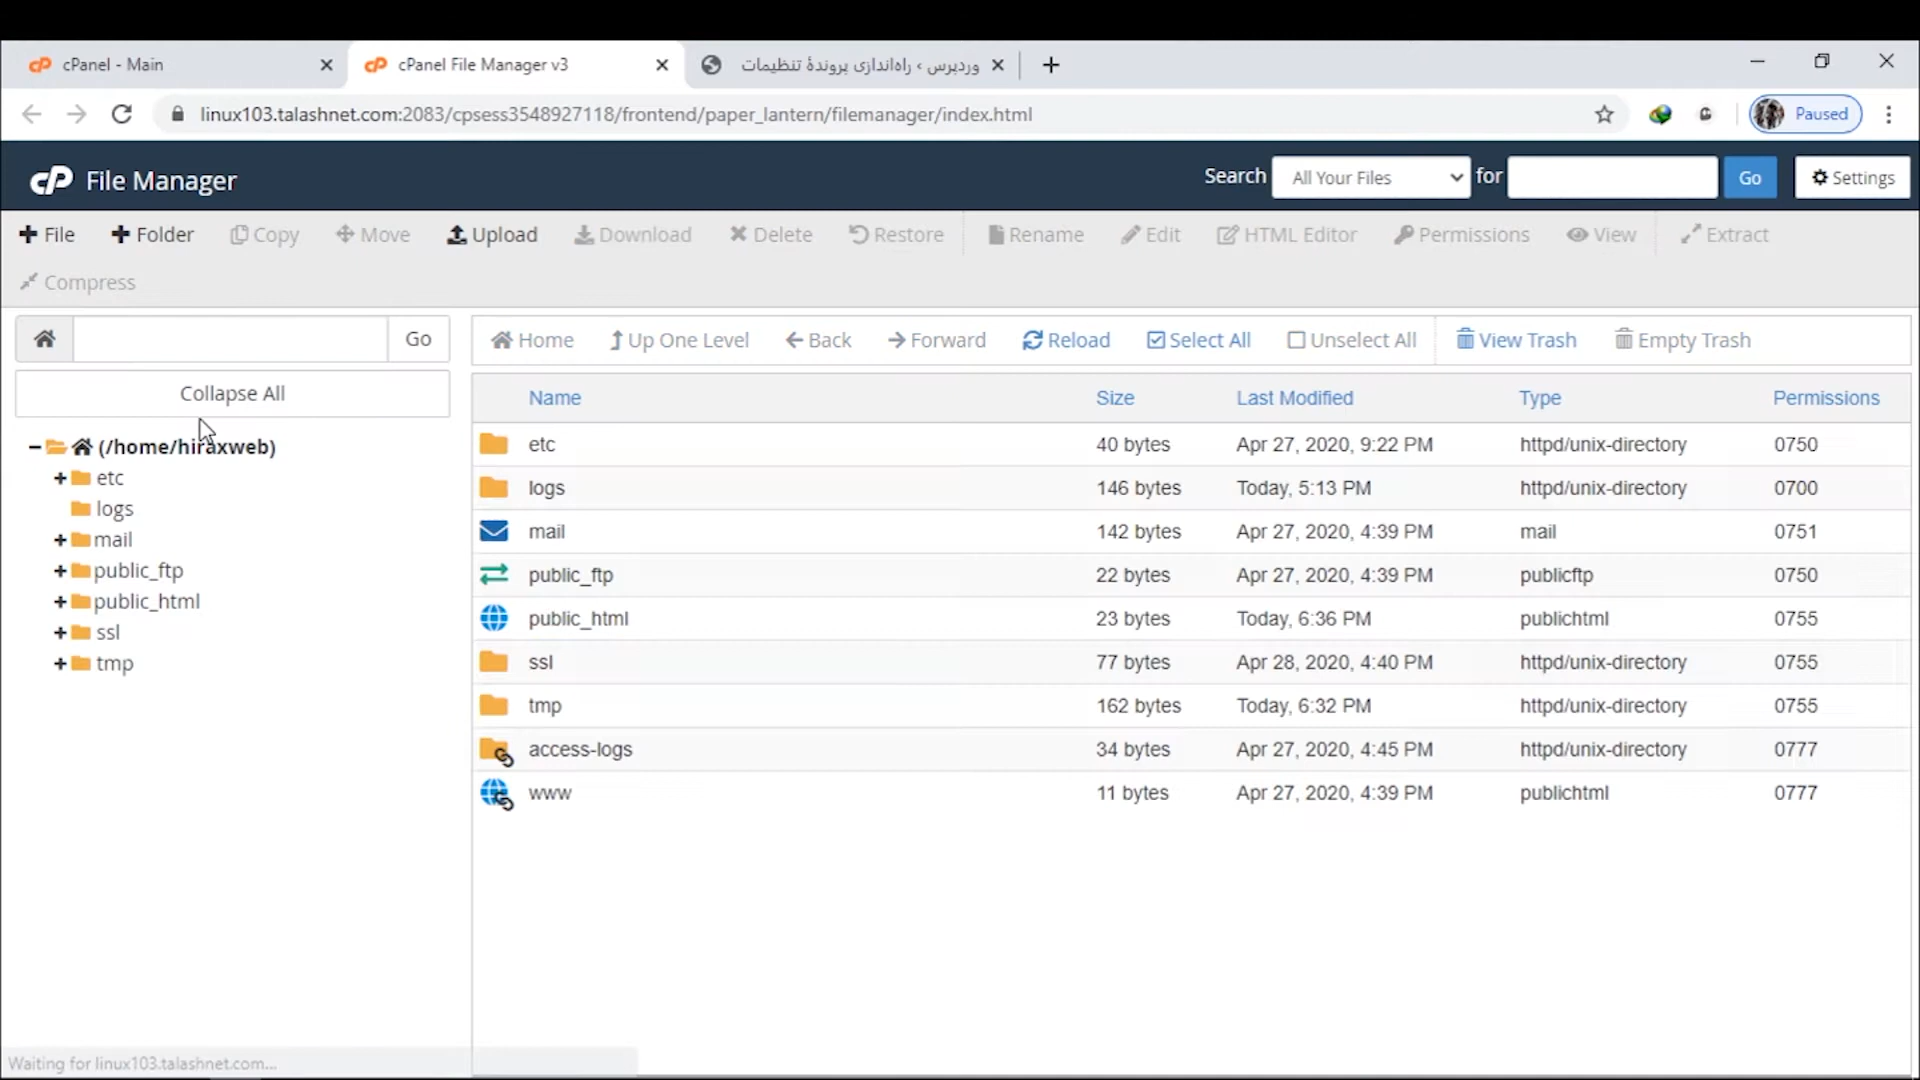 cPanel - Main
cPanel File Manager v3
وردپرس › راه‌اندازی پروندهٔ تنظیمات
linux103.talashnet.com:2083/cpsess3548927118/frontend/paper_lantern/filemanager/index.html
Paused
cP File Manager
Search All Your Files for Go Settings
File Folder Copy Move Upload Download Delete Restore Rename Edit HTML Editor Permissions View Extract
Compress
Go
Home Up One Level Back Forward Reload Select All Unselect All View Trash Empty Trash
Collapse All
(/home/hiraxweb)
etc
logs
mail
public_ftp
public_html
ssl
tmp
Name Size Last Modified Type Permissions
etc 40 bytes Apr 27, 2020, 9:22 PM httpd/unix-directory 0750
logs 146 bytes Today, 5:13 PM httpd/unix-directory 0700
mail 142 bytes Apr 27, 2020, 4:39 PM mail 0751
public_ftp 22 bytes Apr 27, 2020, 4:39 PM publicftp 0750
public_html 23 bytes Today, 6:36 PM publichtml 0755
ssl 77 bytes Apr 28, 2020, 4:40 PM httpd/unix-directory 0755
tmp 162 bytes Today, 6:32 PM httpd/unix-directory 0755
access-logs 34 bytes Apr 27, 2020, 4:45 PM httpd/unix-directory 0777
www 11 bytes Apr 27, 2020, 4:39 PM publichtml 0777
Waiting for linux103.talashnet.com...